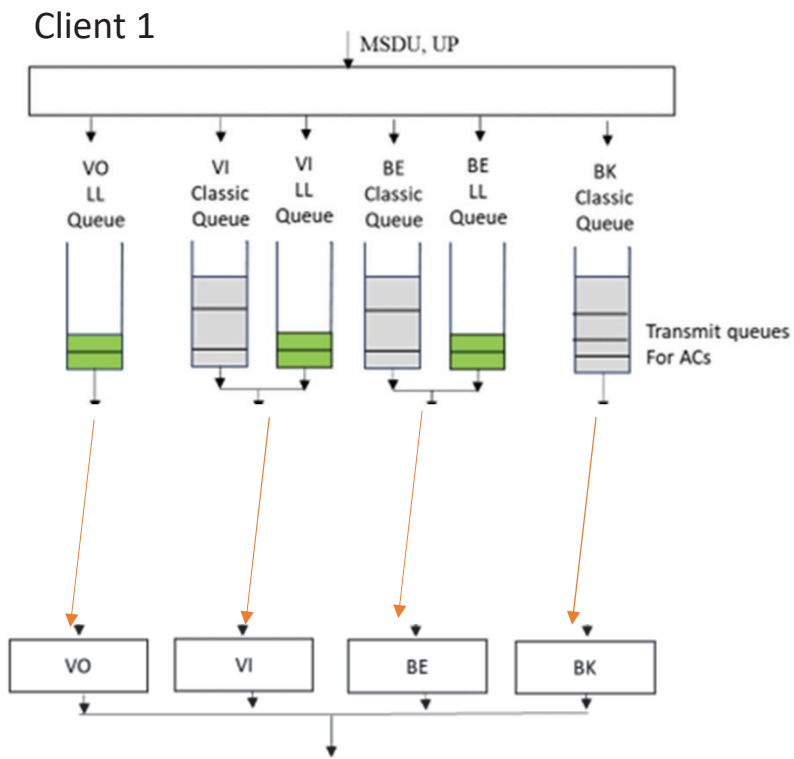 Client 1
MSDU, UP
VO
LL
Queue
VI
Classic
Queue
VI
LL
Queue
BE
Classic
Queue
BE
LL
Queue
BK
Classic
Queue
Transmit queues
For ACs
VO
VI
BE
BK